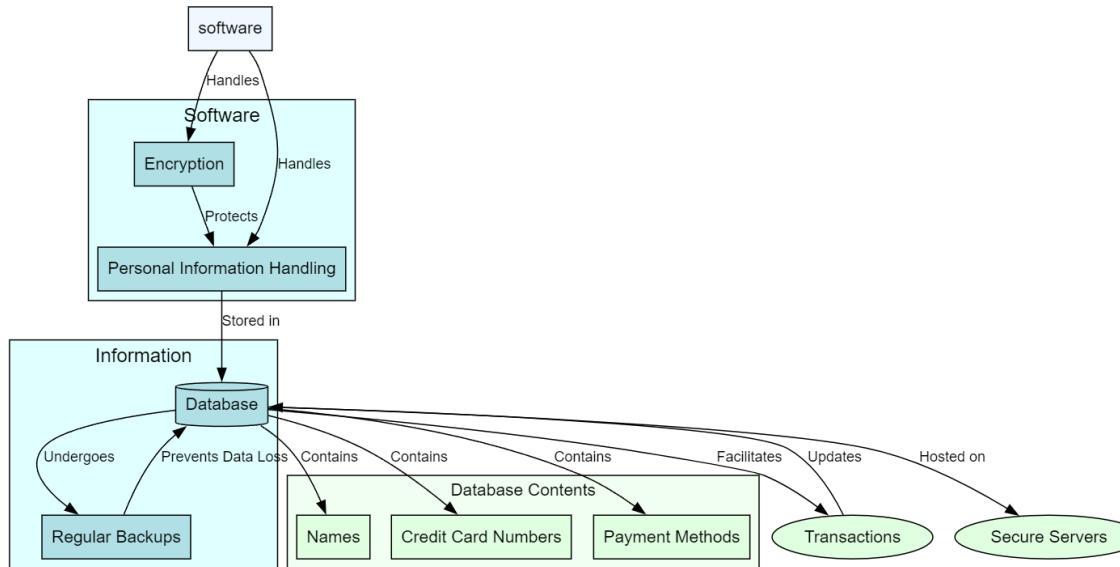 software
Handles
Software
Encryption
Handles
Protects
Personal Information Handling
Stored in
Information
Database
Undergoes
Prevents Data Loss
Contains
Contains
Contains
Facilitates
Updates
Hosted on
Database Contents
Regular Backups
Names
Credit Card Numbers
Payment Methods
Transactions
Secure Servers